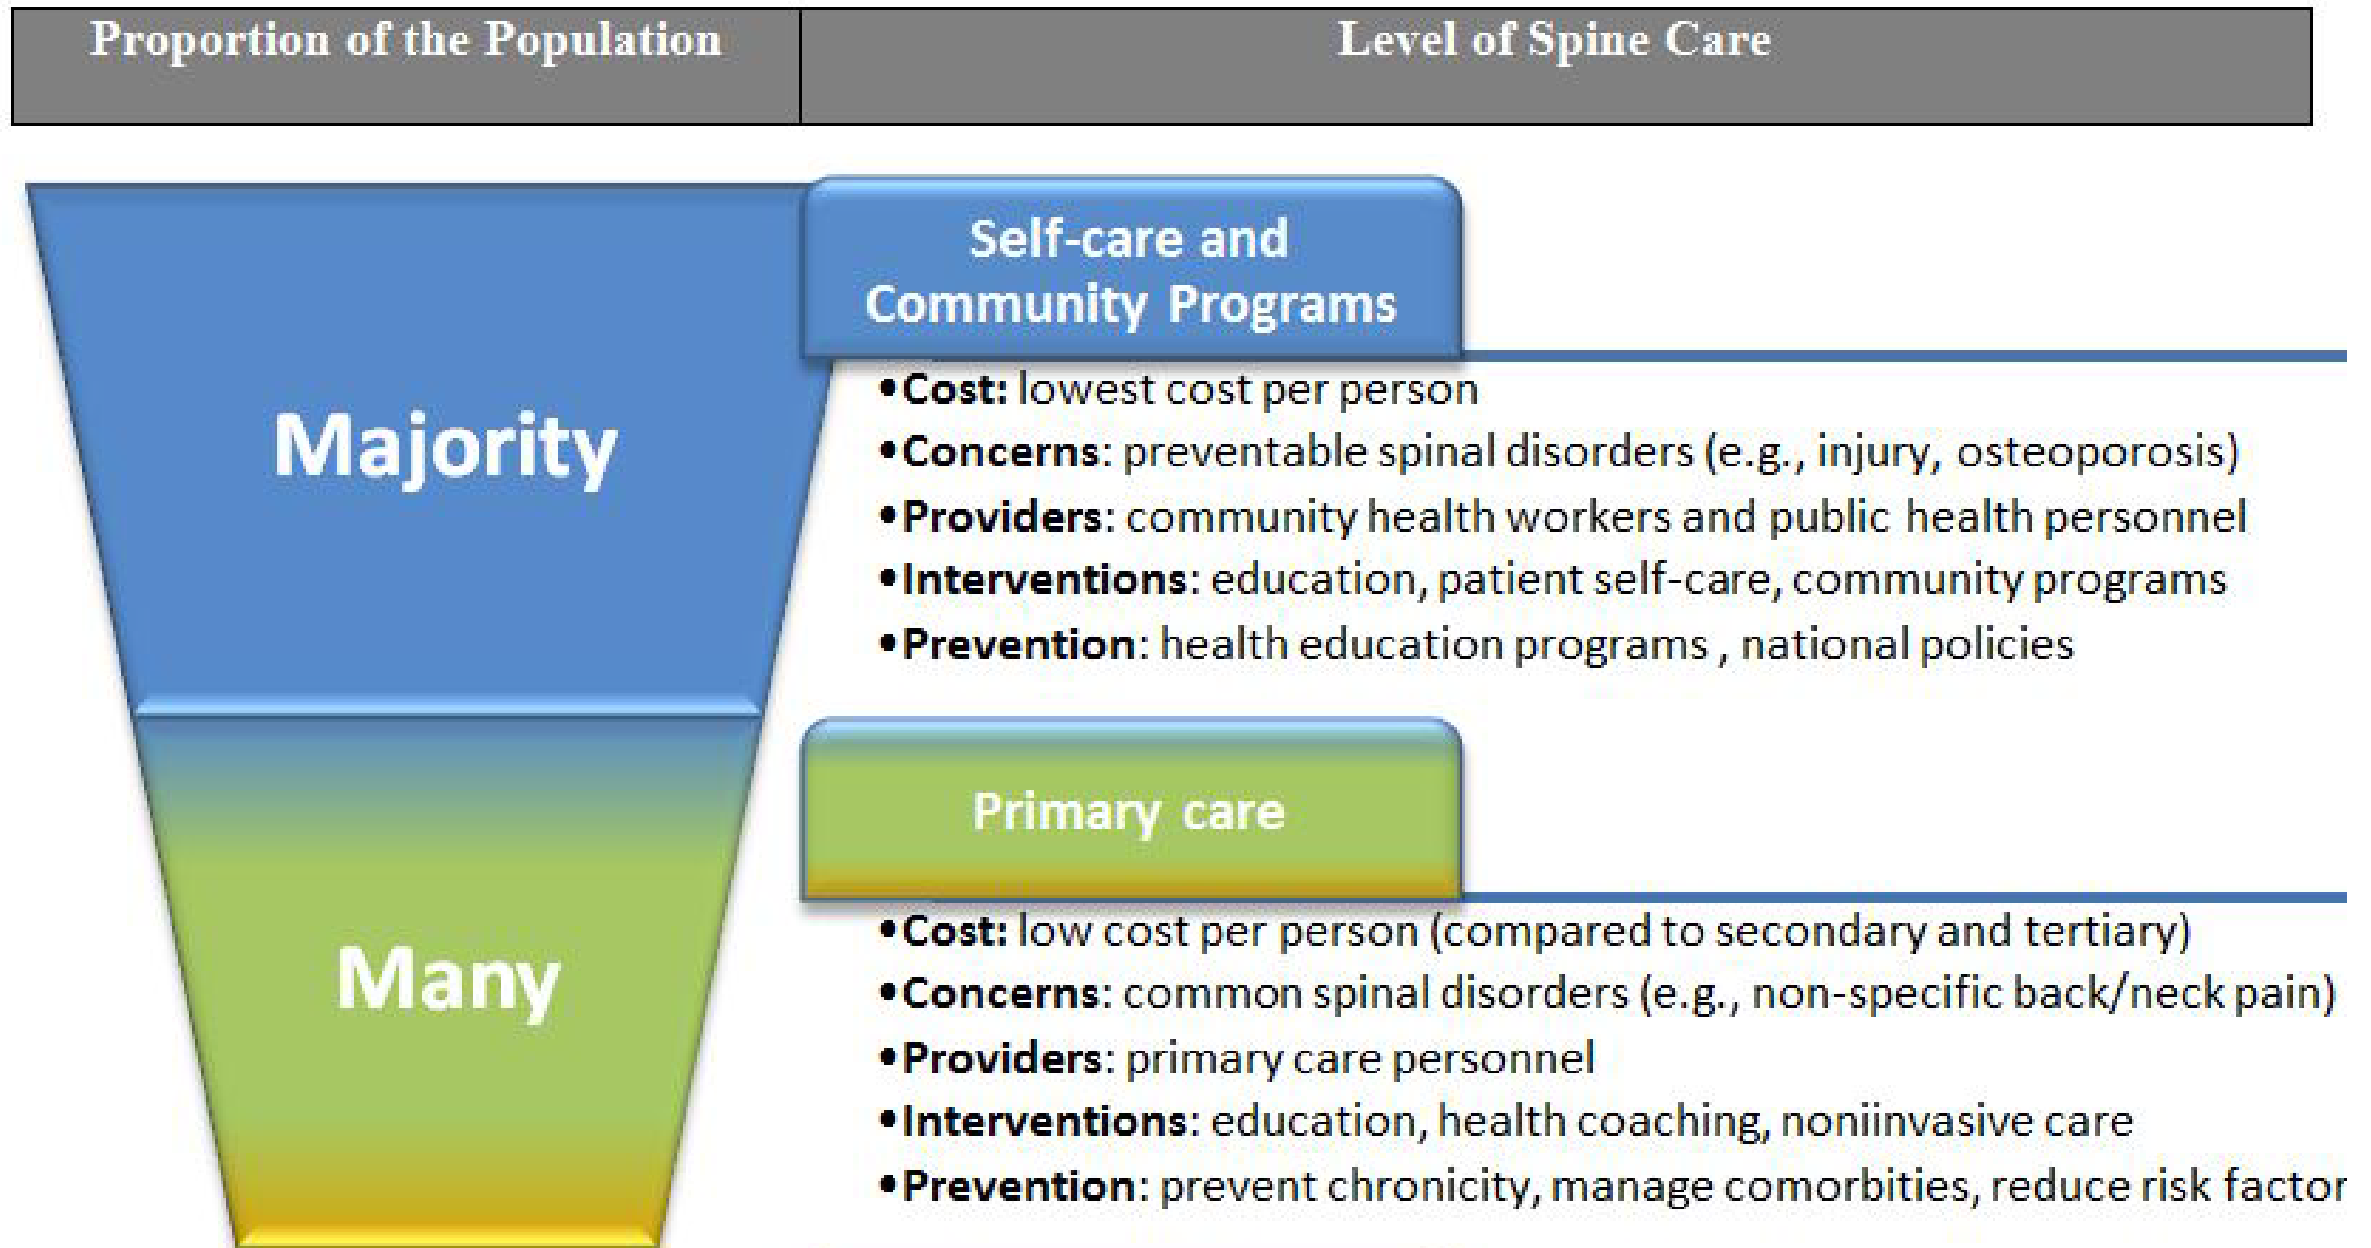 Proportion of the Population
Level of Spine Care
Majority
Self-care and
Community Programs
•Cost: lowest cost per person
•Concerns: preventable spinal disorders (e.g., injury, osteoporosis)
•Providers: community health workers and public health personnel
•Interventions: education, patient self-care, community programs
•Prevention: health education programs , national policies
Many
Primary care
•Cost: low cost per person (compared to secondary and tertiary)
•Concerns: common spinal disorders (e.g., non-specific back/neck pain)
•Providers: primary care personnel
•Interventions: education, health coaching, noniinvasive care
•Prevention: prevent chronicity, manage comorbities, reduce risk factor